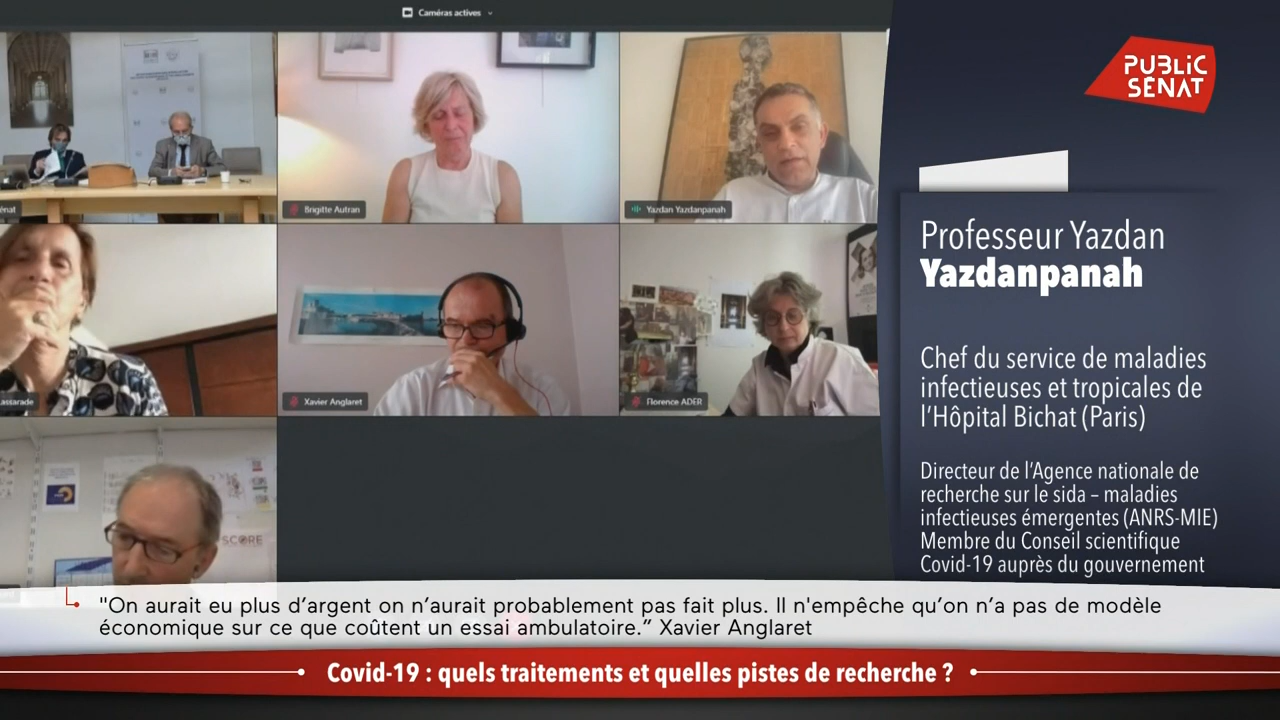 Caméras actives
PUBLIC
SÉNAT
énat
Brigitte Autran
Yazdan Yazdanpanah
assarade
Xavier Anglaret
Florence ADER
SCORE
Professeur Yazdan
Yazdanpanah
Chef du service de maladies
infectieuses et tropicales de
l'Hôpital Bichat (Paris)
Directeur de l'Agence nationale de
recherche sur le sida – maladies
infectieuses émergentes (ANRS-MIE)
Membre du Conseil scientifique
Covid-19 auprès du gouvernement
"On aurait eu plus d'argent on n'aurait probablement pas fait plus. Il n'empêche qu'on n'a pas de modèle
économique sur ce que coûtent un essai ambulatoire.” Xavier Anglaret
Covid-19 : quels traitements et quelles pistes de recherche ?